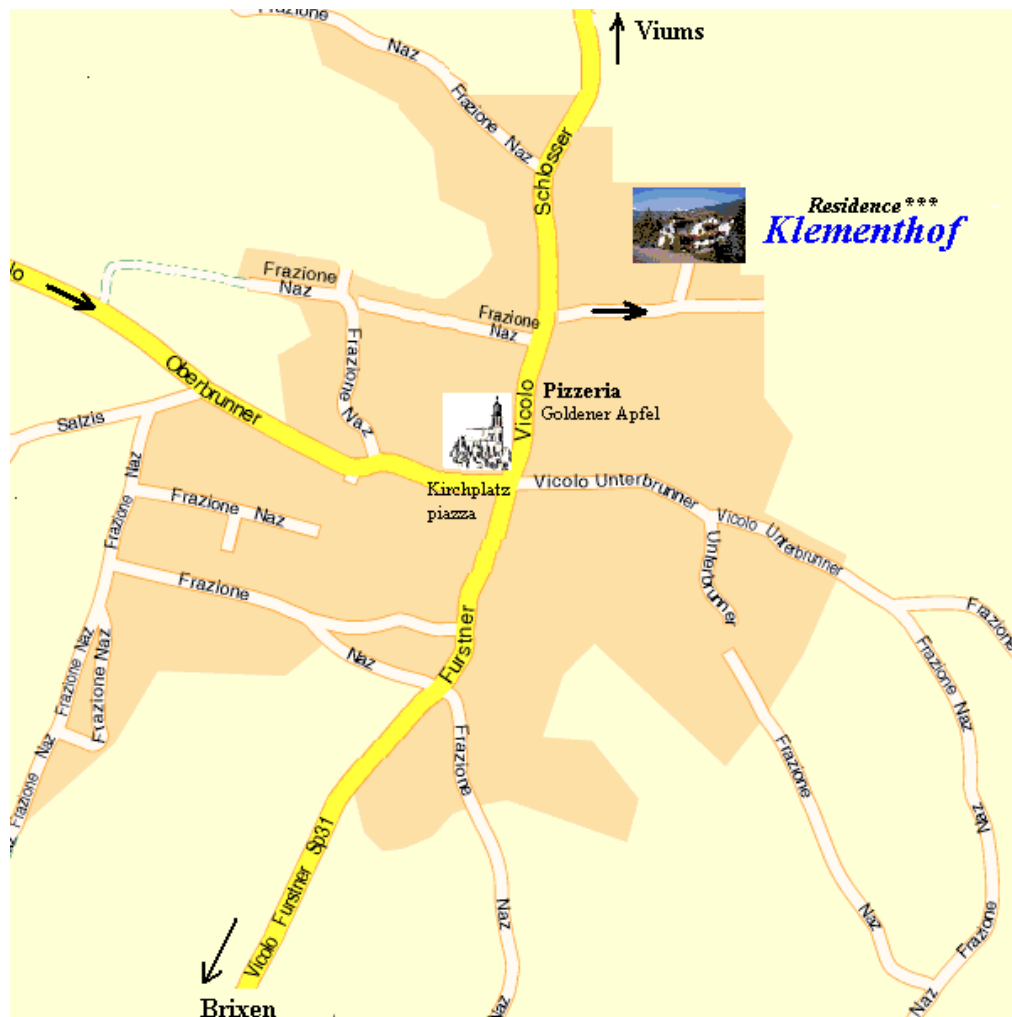 Frazione
Naz
Viums
Frazione
Naz
Schlosser
Residence ***
Klementhof
lo
Frazione
Naz
Frazione
Naz
Frazione
Naz
Oberbrunner
Vicolo
Pizzeria
Goldener Apfel
Salzis
Naz
Frazione
Kirchplatz
piazza
Vicolo Unterbrunner
Frazione Naz
Vicolo Unterbrunner
Unterbrunner
Frazione
Naz
Furstner
Frazione
Frazione Naz
Frazione Naz
Frazione Naz
Frazione Naz
Frazione
Naz
Frazione
Naz
Frazione
Naz
Vicolo Furstner Sp31
Naz
Brixen